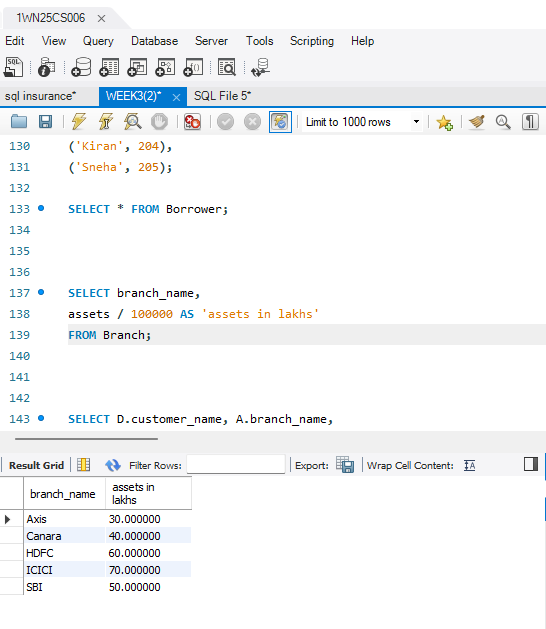 1WN25CS006 ×
Edit View Query Database Server Tools Scripting Help
sql insurance* WEEK3(2)* × SQL File 5*
Limit to 1000 rows
130 ('Kiran', 204),
131 ('Sneha', 205);
132
133 SELECT * FROM Borrower;
134
135
136
137 SELECT branch_name,
138 assets / 100000 AS 'assets in lakhs'
139 FROM Branch;
140
141
142
143 SELECT D.customer_name, A.branch_name,
Result Grid Filter Rows: Export: Wrap Cell Content:
branch_name assets in
lakhs
Axis 30.000000
Canara 40.000000
HDFC 60.000000
ICICI 70.000000
SBI 50.000000